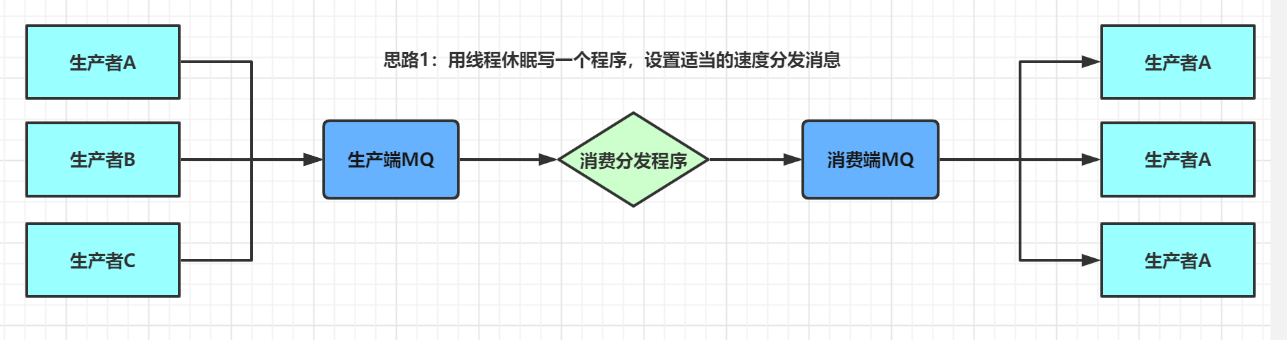 思路1：用线程休眠写一个程序，设置适当的速度分发消息
生产者A
生产者B
生产者C
生产端MQ
消费分发程序
消费端MQ
生产者A
生产者A
生产者A